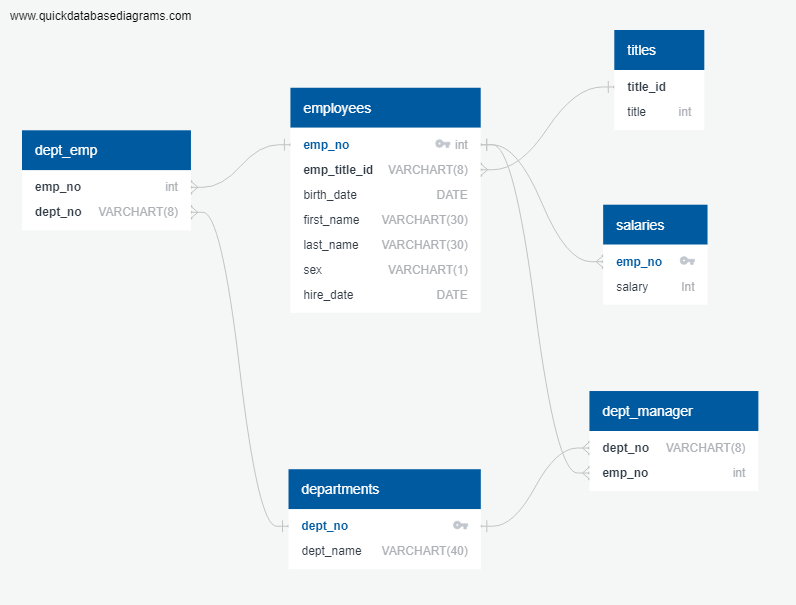 www.quickdatabasediagrams.com
titles
title_id
title int
employees
emp_no int
emp_title_id VARCHART(8)
birth_date DATE
first_name VARCHART(30)
last_name VARCHART(30)
sex VARCHART(1)
hire_date DATE
dept_emp
emp_no int
dept_no VARCHART(8)
salaries
emp_no
salary Int
dept_manager
dept_no VARCHART(8)
emp_no int
departments
dept_no
dept_name VARCHART(40)